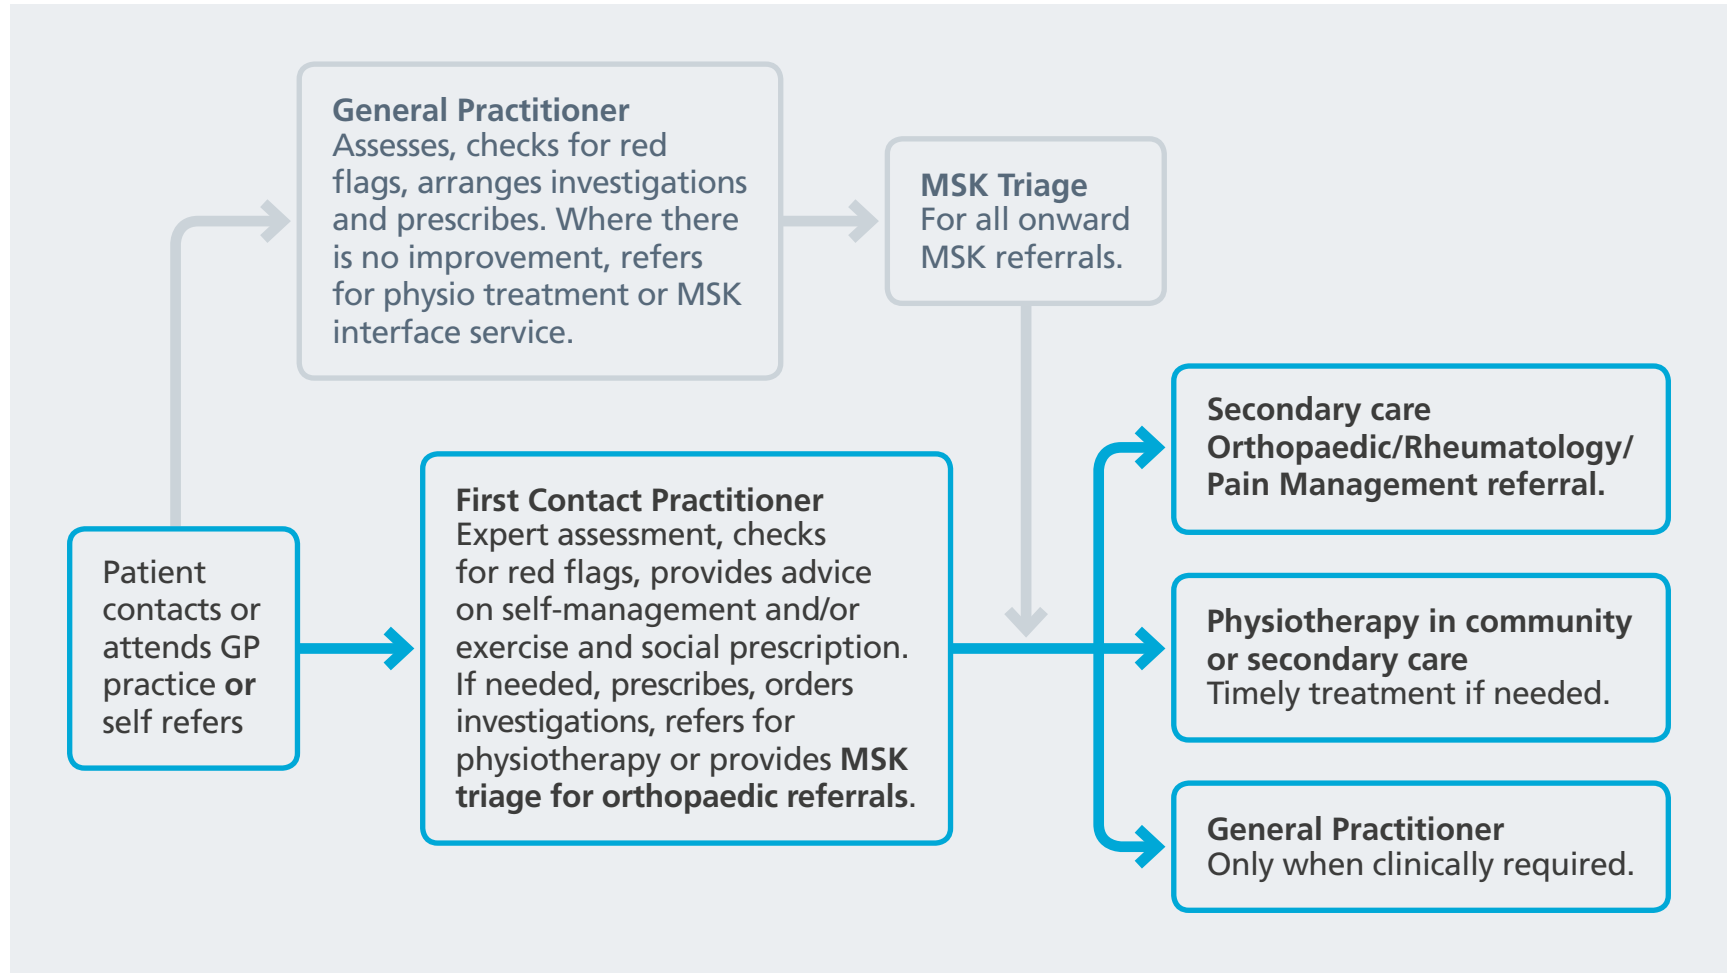 General Practitioner
Assesses, checks for red
flags, arranges investigations
and prescribes. Where there
is no improvement, refers
for physio treatment or MSK
interface service.
MSK Triage
For all onward
MSK referrals.
Patient
contacts or
attends GP
practice or
self refers
First Contact Practitioner
Expert assessment, checks
for red flags, provides advice
on self-management and/or
exercise and social prescription.
If needed, prescribes, orders
investigations, refers for
physiotherapy or provides MSK
triage for orthopaedic referrals.
Secondary care
Orthopaedic/Rheumatology/
Pain Management referral.
Physiotherapy in community
or secondary care
Timely treatment if needed.
General Practitioner
Only when clinically required.